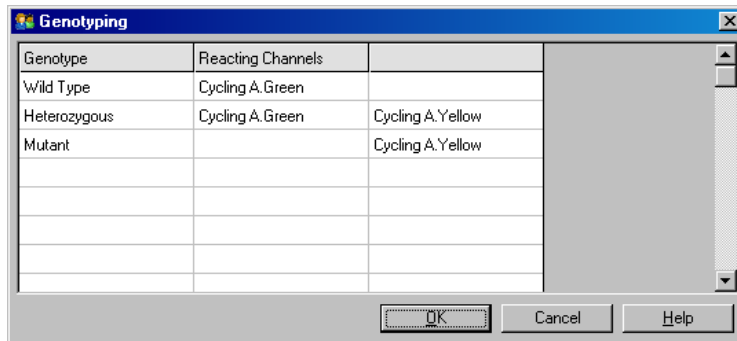 Genotyping
Genotype Reacting Channels
Wild Type Cycling A.Green
Heterozygous Cycling A.Green Cycling A.Yellow
Mutant Cycling A.Yellow
OK Cancel Help